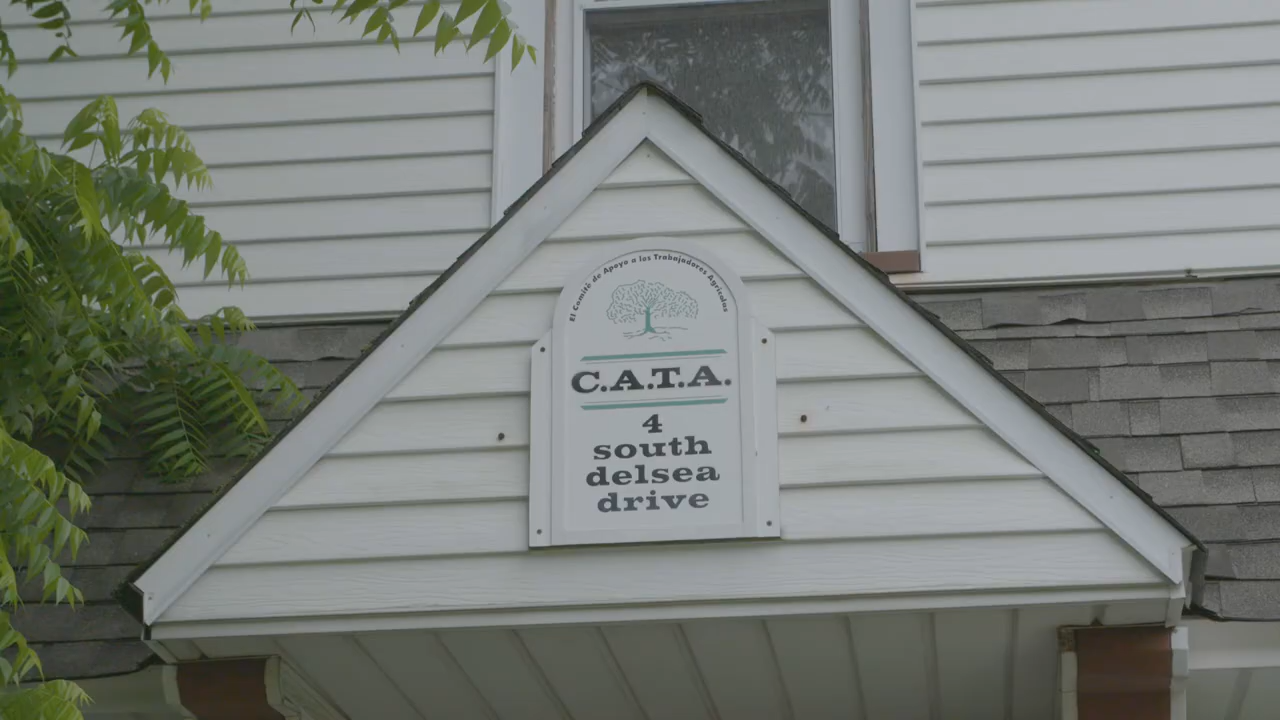 El Comité de Apoyo a los Trabajadores Agrícolas
C.A.T.A.
4
south
delsea
drive